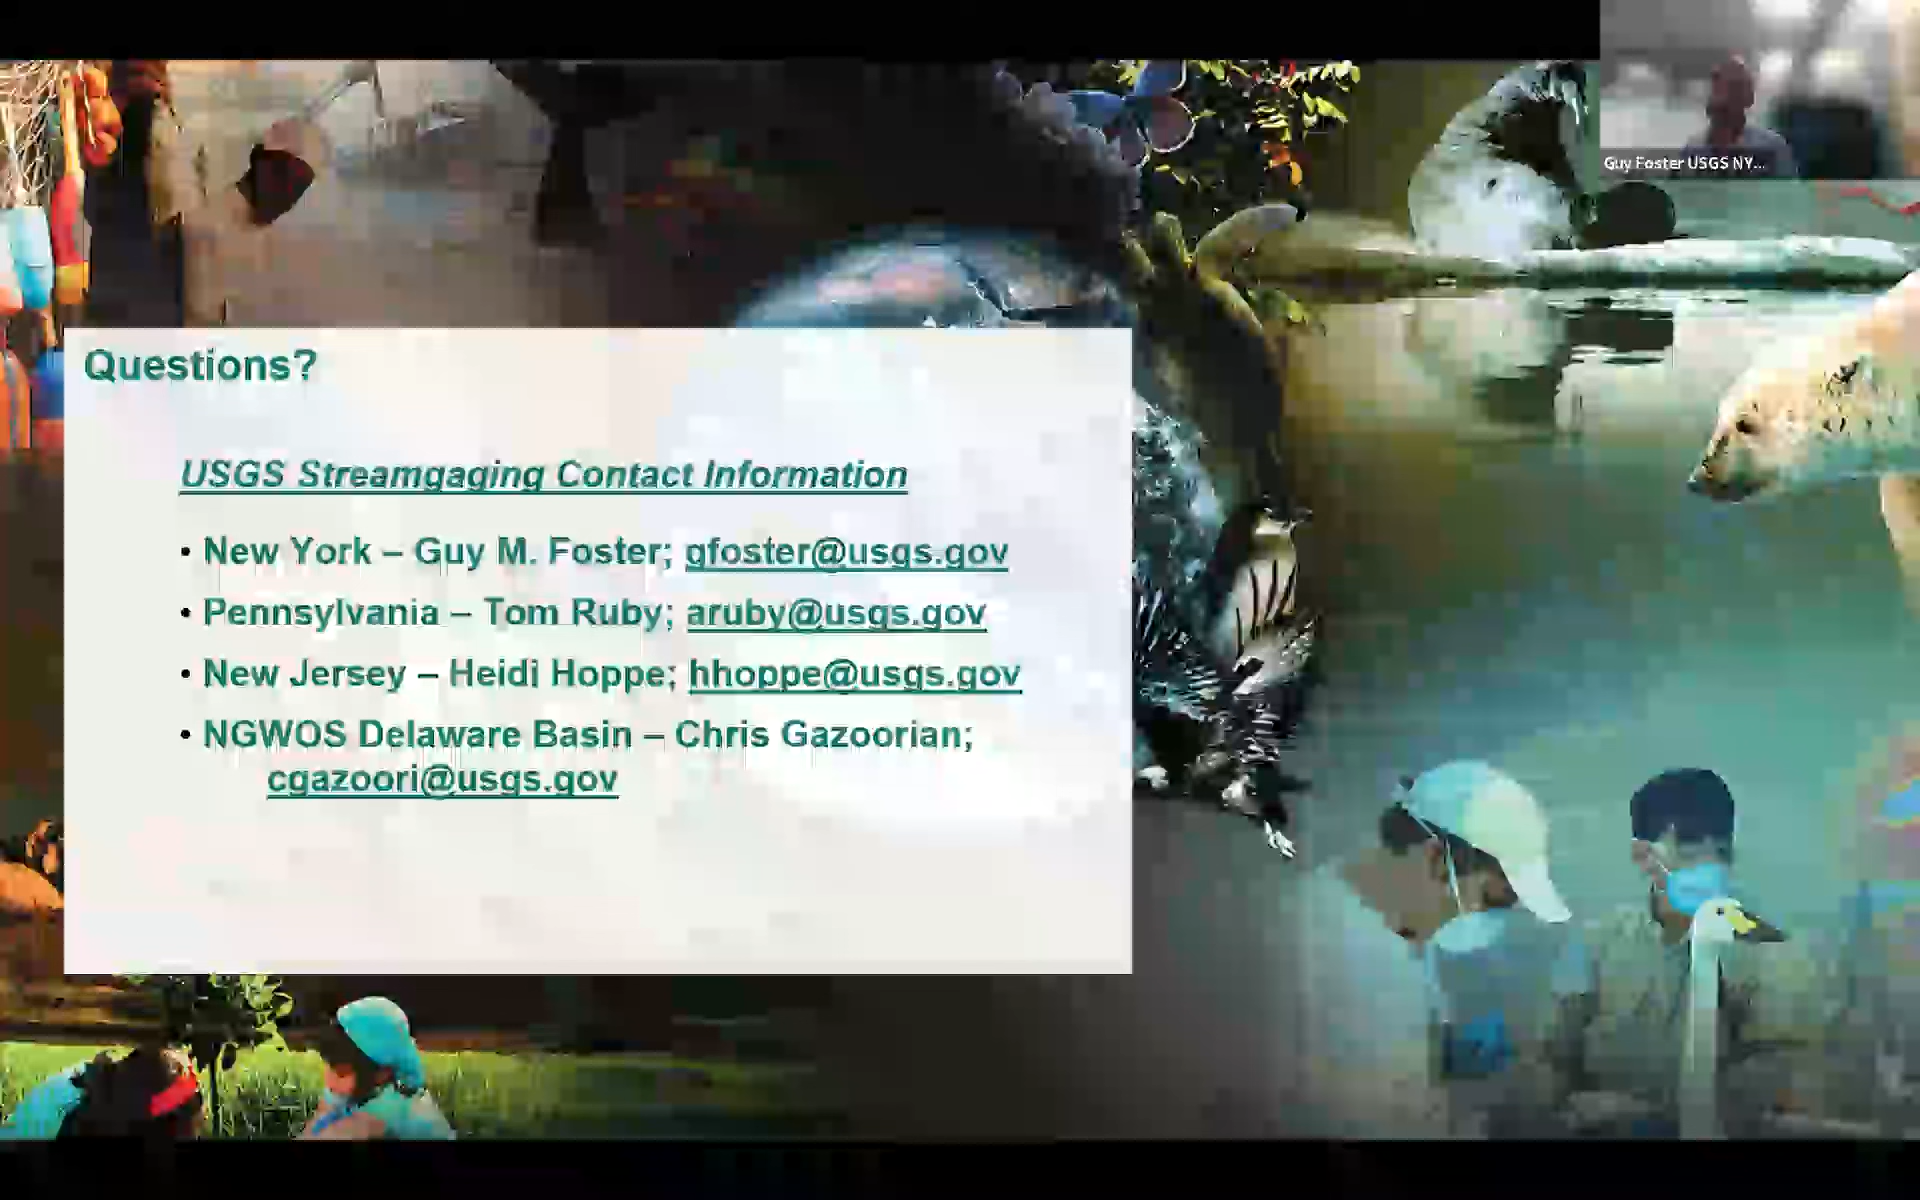 Guy Foster USGS NY...
Questions?
USGS Streamgaging Contact Information
• New York – Guy M. Foster; gfoster@usgs.gov
• Pennsylvania – Tom Ruby; aruby@usgs.gov
• New Jersey – Heidi Hoppe; hhoppe@usgs.gov
• NGWOS Delaware Basin – Chris Gazoorian;
cgazoori@usgs.gov